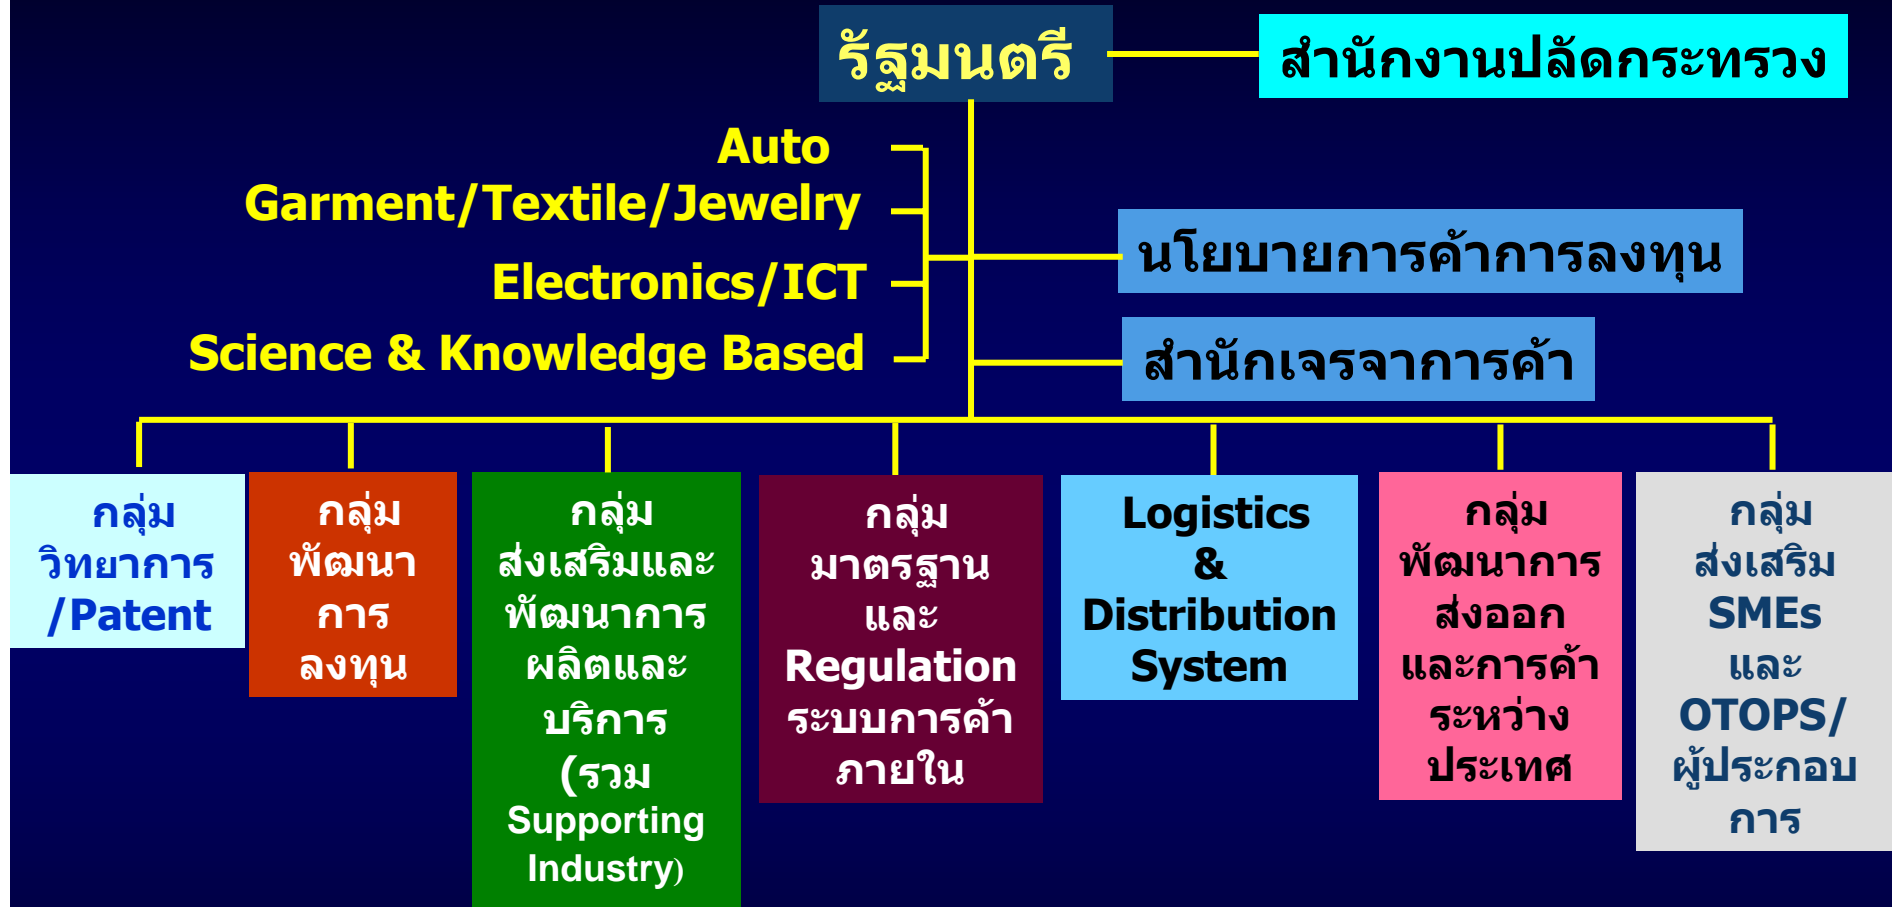 รัฐมนตรี
สำนักงานปลัดกระทรวง
Auto
Garment/Textile/Jewelry
Electronics/ICT
Science & Knowledge Based
นโยบายการค้าการลงทุน
สำนักเจรจาการค้า
กลุ่ม
วิทยาการ
/Patent
กลุ่ม
พัฒนา
การ
ลงทุน
กลุ่ม
ส่งเสริมและ
พัฒนาการ
ผลิตและ
บริการ
(รวม
Supporting
Industry)
กลุ่ม
มาตรฐาน
และ
Regulation
ระบบการค้า
ภายใน
Logistics
&
Distribution
System
กลุ่ม
พัฒนาการ
ส่งออก
และการค้า
ระหว่าง
ประเทศ
กลุ่ม
ส่งเสริม
SMEs
และ
OTOPS/
ผู้ประกอบ
การ